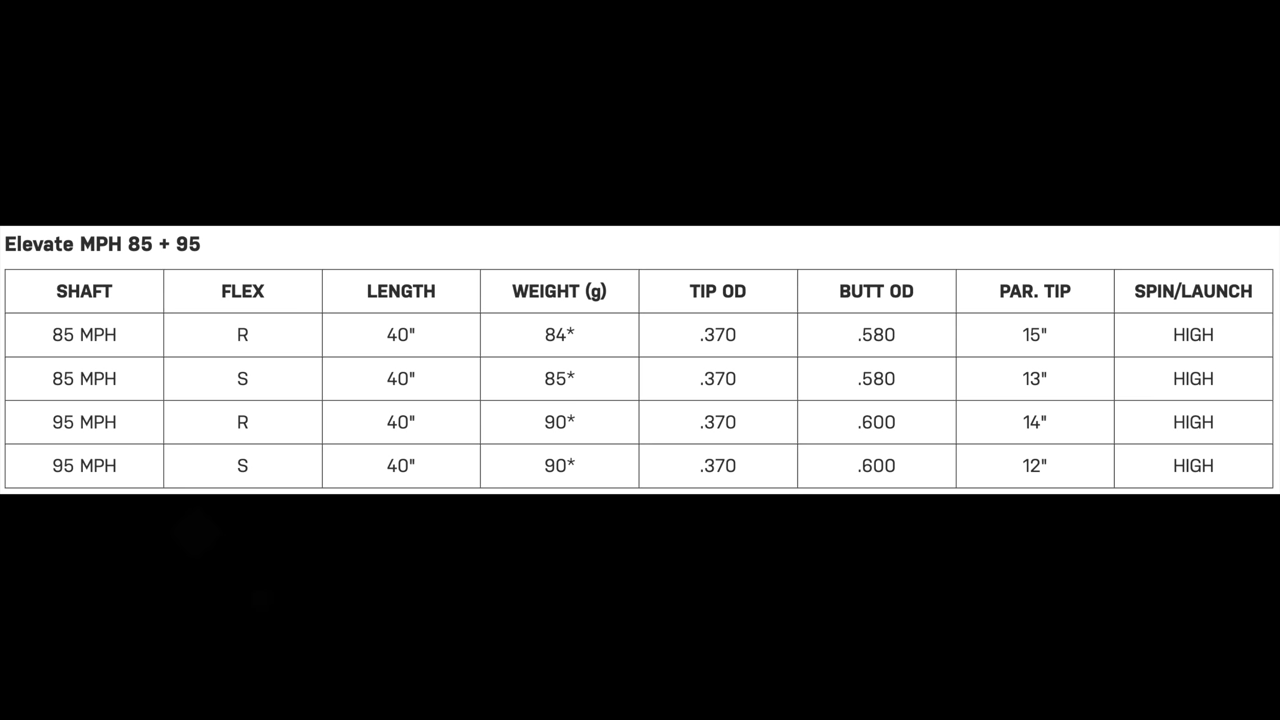 Elevate MPH 85 + 95
SHAFT FLEX LENGTH WEIGHT (g) TIP OD BUTT OD PAR. TIP SPIN/LAUNCH
85 MPH R 40" 84* .370 .580 15" HIGH
85 MPH S 40" 85* .370 .580 13" HIGH
95 MPH R 40" 90* .370 .600 14" HIGH
95 MPH S 40" 90* .370 .600 12" HIGH